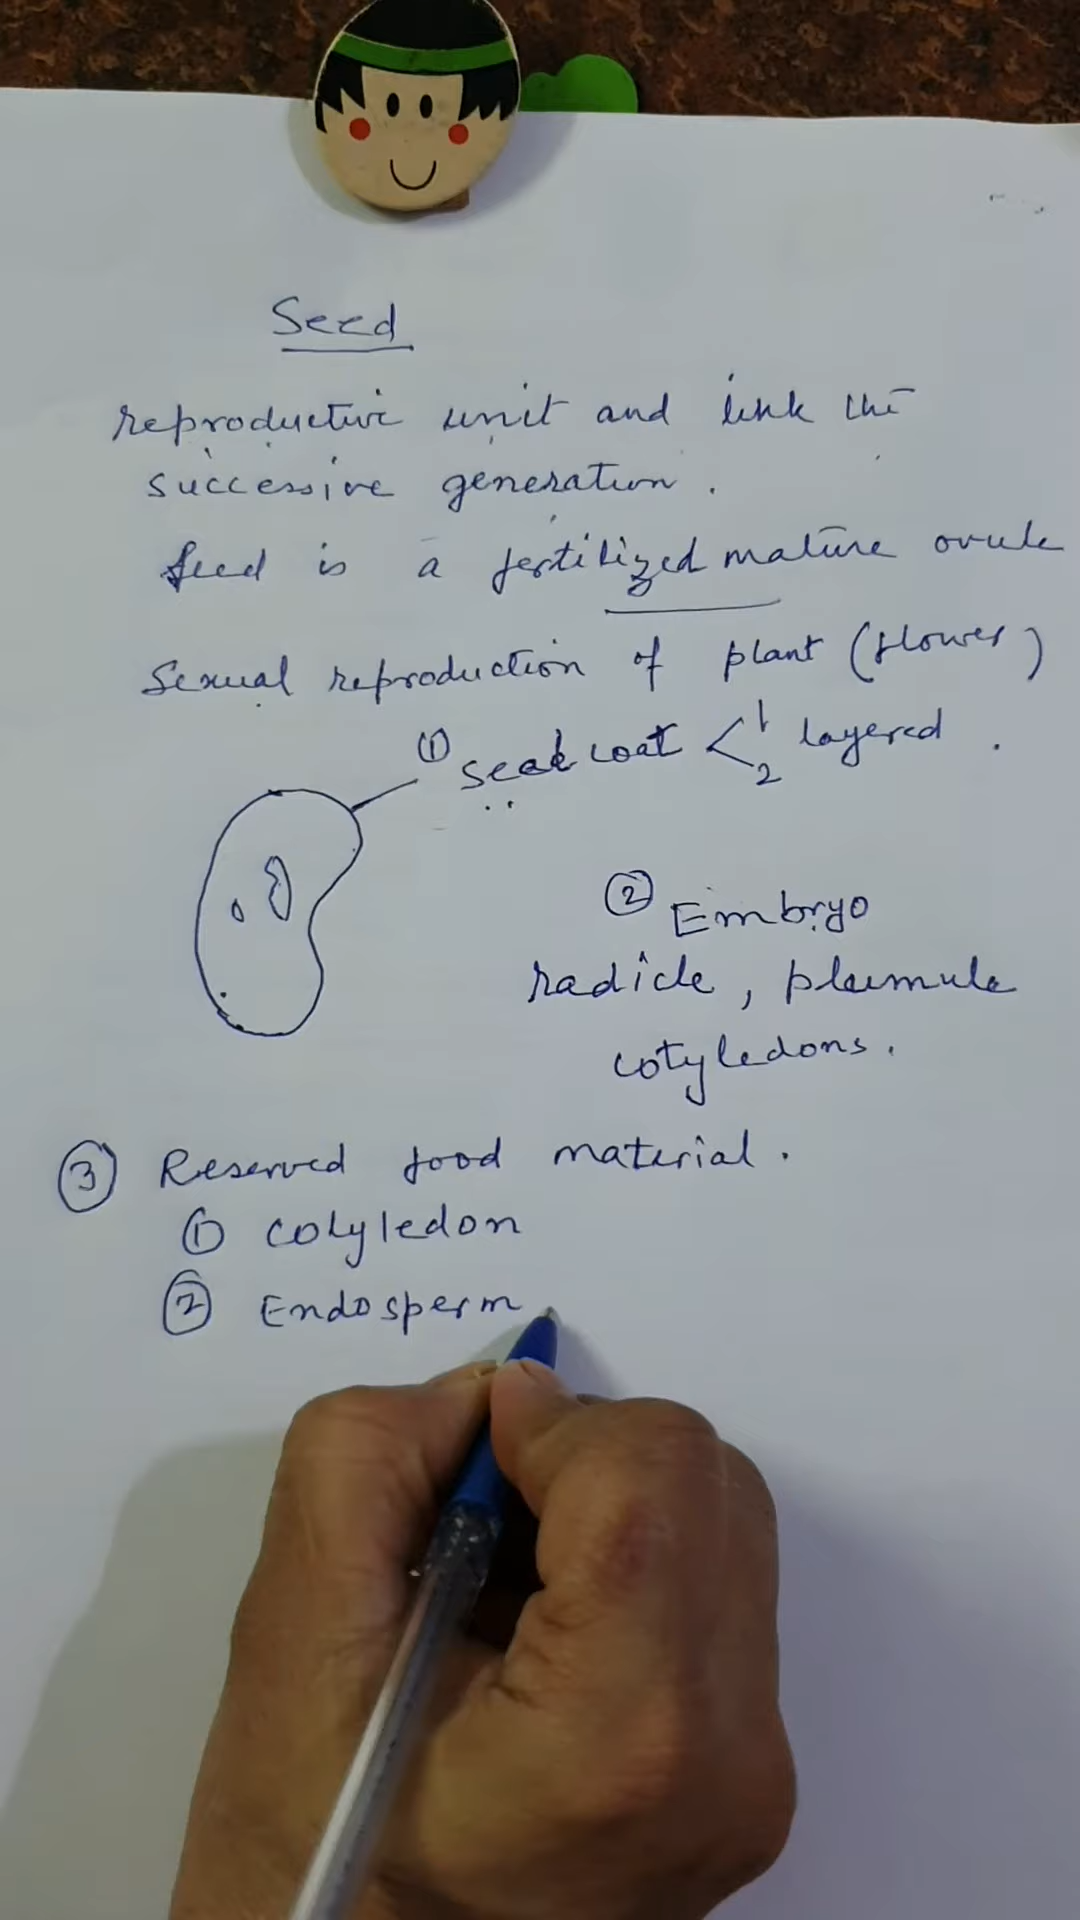 Seed
reproductive unit and link the
successive generation.
Seed is a fertilized mature ovule
Sexual reproduction of plant (flower)
① Seed coat < 1 2 layered.
② Embryo
radicle, plumule
cotyledons.
③ Reserved food material.
① cotyledon
② Endosperm